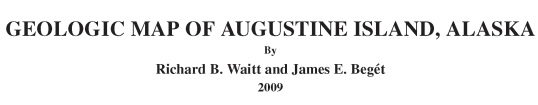 GEOLOGIC MAP OF AUGUSTINE ISLAND, ALASKA
By
Richard B. Waitt and James E. Begét
2009